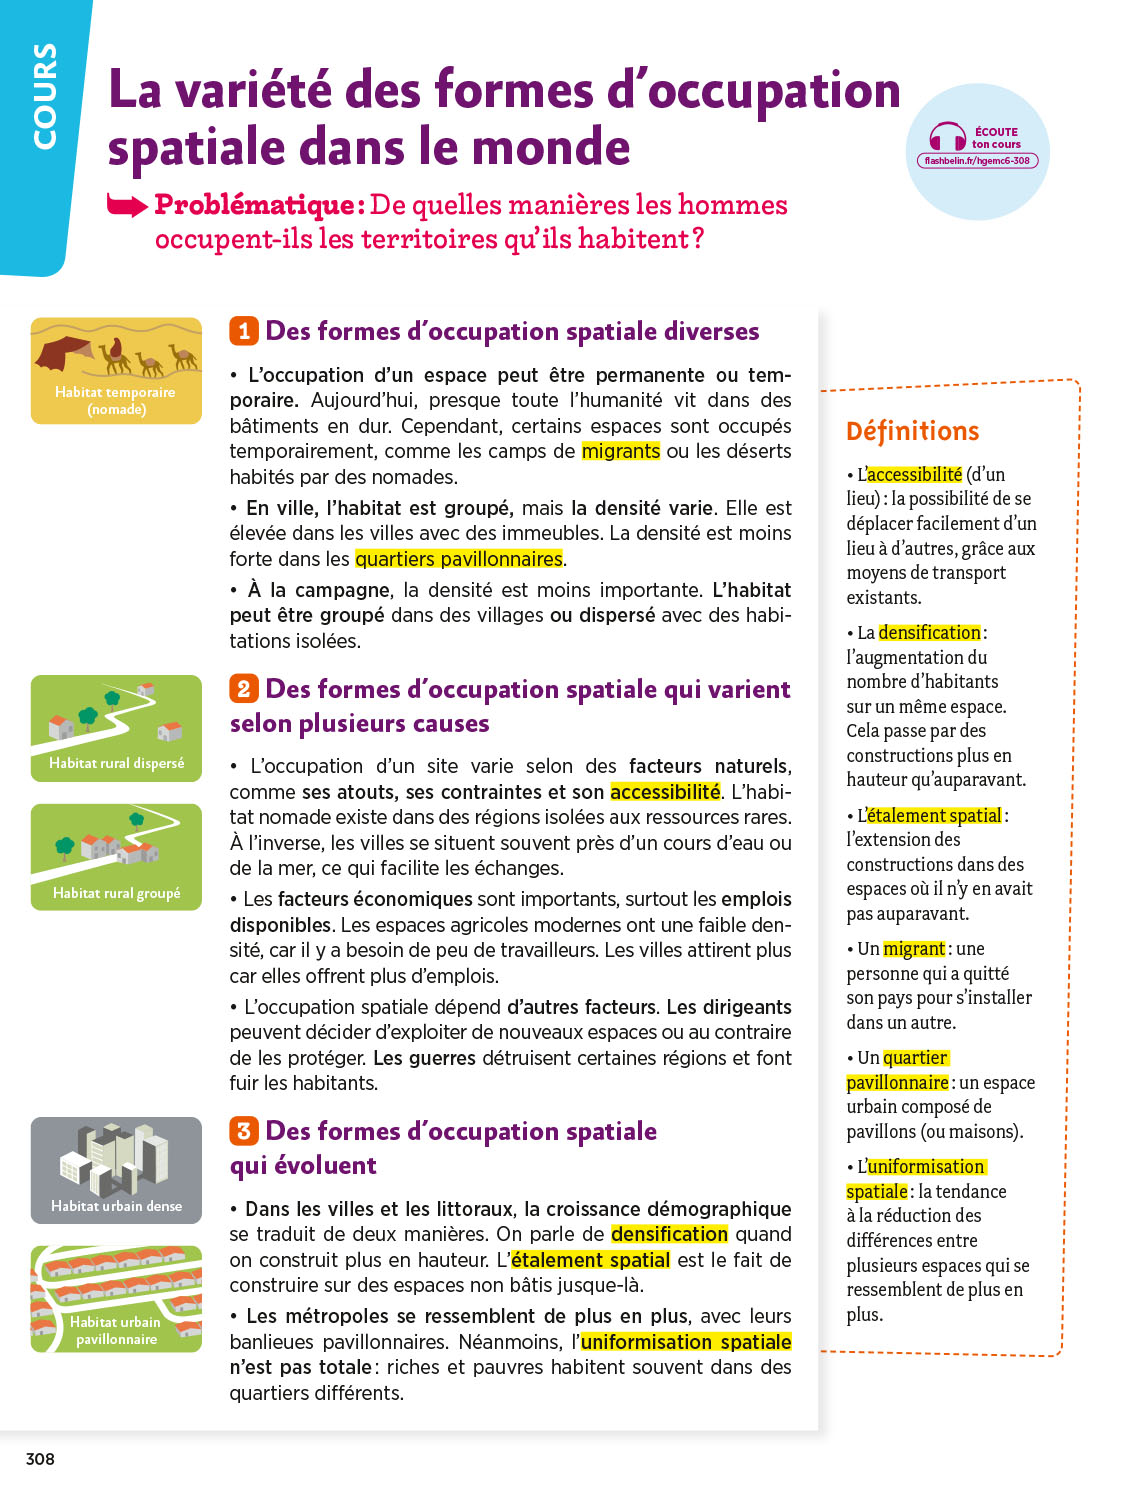 COURS
La variété des formes d’occupation
spatiale dans le monde
ÉCOUTE
ton cours
flashbelin.fr/hgemc6-308
Problématique : De quelles manières les hommes
occupent-ils les territoires qu’ils habitent ?
Habitat temporaire
(nomade)
1 Des formes d’occupation spatiale diverses
• L’occupation d’un espace peut être permanente ou tem-
poraire. Aujourd’hui, presque toute l’humanité vit dans des
bâtiments en dur. Cependant, certains espaces sont occupés
temporairement, comme les camps de migrants ou les déserts
habités par des nomades.
• En ville, l’habitat est groupé, mais la densité varie. Elle est
élevée dans les villes avec des immeubles. La densité est moins
forte dans les quartiers pavillonnaires.
• À la campagne, la densité est moins importante. L’habitat
peut être groupé dans des villages ou dispersé avec des habi-
tations isolées.
Habitat rural dispersé
Habitat rural groupé
2 Des formes d’occupation spatiale qui varient
selon plusieurs causes
• L’occupation d’un site varie selon des facteurs naturels,
comme ses atouts, ses contraintes et son accessibilité. L’habi-
tat nomade existe dans des régions isolées aux ressources rares.
À l’inverse, les villes se situent souvent près d’un cours d’eau ou
de la mer, ce qui facilite les échanges.
• Les facteurs économiques sont importants, surtout les emplois
disponibles. Les espaces agricoles modernes ont une faible den-
sité, car il y a besoin de peu de travailleurs. Les villes attirent plus
car elles offrent plus d’emplois.
• L’occupation spatiale dépend d’autres facteurs. Les dirigeants
peuvent décider d’exploiter de nouveaux espaces ou au contraire
de les protéger. Les guerres détruisent certaines régions et font
fuir les habitants.
Habitat urbain dense
Habitat urbain
pavillonnaire
3 Des formes d’occupation spatiale
qui évoluent
• Dans les villes et les littoraux, la croissance démographique
se traduit de deux manières. On parle de densification quand
on construit plus en hauteur. L’étalement spatial est le fait de
construire sur des espaces non bâtis jusque-là.
• Les métropoles se ressemblent de plus en plus, avec leurs
banlieues pavillonnaires. Néanmoins, l’uniformisation spatiale
n’est pas totale : riches et pauvres habitent souvent dans des
quartiers différents.
Définitions
• L’accessibilité (d’un
lieu) : la possibilité de se
déplacer facilement d’un
lieu à d’autres, grâce aux
moyens de transport
existants.
• La densification :
l’augmentation du
nombre d’habitants
sur un même espace.
Cela passe par des
constructions plus en
hauteur qu’auparavant.
• L’étalement spatial :
l’extension des
constructions dans des
espaces où il n’y en avait
pas auparavant.
• Un migrant : une
personne qui a quitté
son pays pour s’installer
dans un autre.
• Un quartier
pavillonnaire : un espace
urbain composé de
pavillons (ou maisons).
• L’uniformisation
spatiale : la tendance
à la réduction des
différences entre
plusieurs espaces qui se
ressemblent de plus en
plus.
308